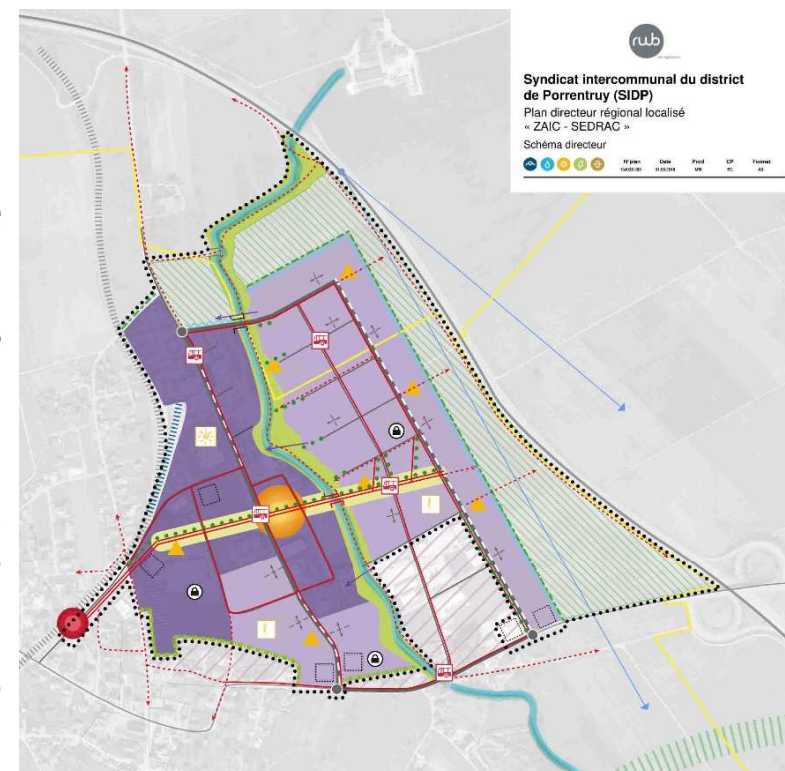 rwb
Syndicat intercommunal du district
de Porrentruy (SIDP)
Plan directeur régional localisé
« ZAIC - SEDRAC »
Schéma directeur
N° plan Date Prod CP Format